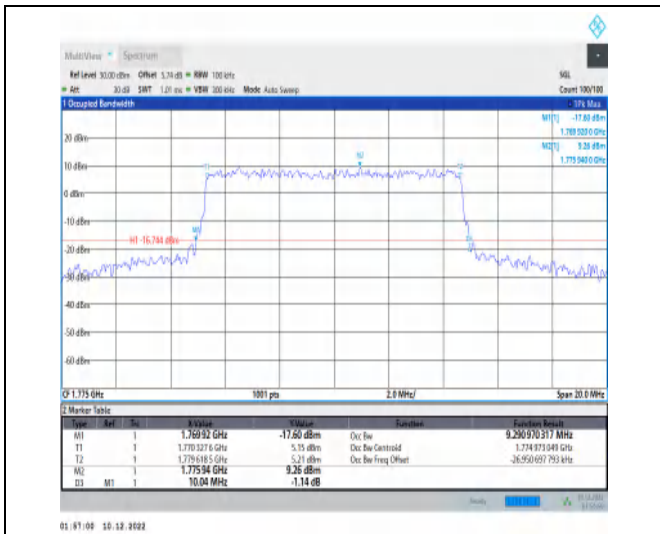 MultiView Spectrum
Ref Level 30.00 dBm Offset 5.74 dB RBW 100 kHz SGL
Att 30 dB SWT 1.01 ms VBW 300 kHz Mode Auto Sweep Count 100/100
1 Occupied Bandwidth 1Pk Max
M1[1] -17.60 dBm
1.769 920 0 GHz
M2[1] 9.26 dBm
1.775 940 0 GHz
20 dBm
10 dBm
0 dBm
-10 dBm
-20 dBm
-30 dBm
-40 dBm
-50 dBm
-60 dBm
T1
M2
T2
M1
H1 -16.744 dBm
CF 1.775 GHz 1001 pts 2.0 MHz/ Span 20.0 MHz
2 Marker Table
Type Ref Trc X-Value Y-Value Function Function Result
M1 1 1.76992 GHz -17.60 dBm Occ Bw 9.290 970 317 MHz
T1 1 1.770 327 6 GHz 5.15 dBm Occ Bw Centroid 1.774 973 049 GHz
T2 1 1.779 618 5 GHz 5.21 dBm Occ Bw Freq Offset -26.950 697 793 kHz
M2 1 1.77594 GHz 9.26 dBm
D3 M1 1 10.04 MHz -1.14 dB
Ready
01:57:00 10.12.2022